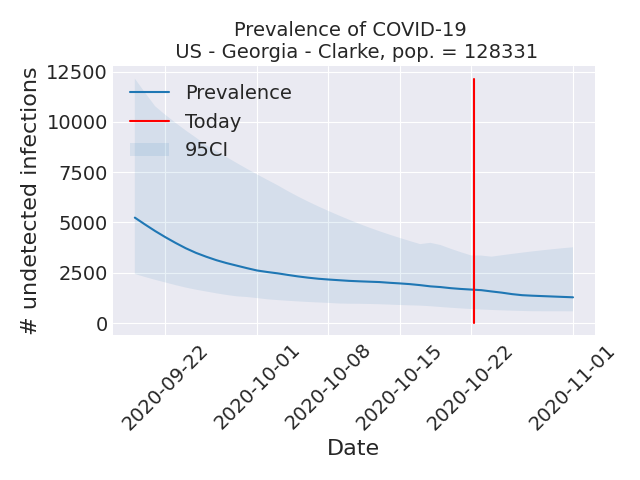 Prevalence of COVID-19
US - Georgia - Clarke, pop. = 128331
# undetected infections
12500
10000
7500
5000
2500
0
Prevalence
Today
95CI
2020-09-22
2020-10-01
2020-10-08
2020-10-15
2020-10-22
2020-11-01
Date